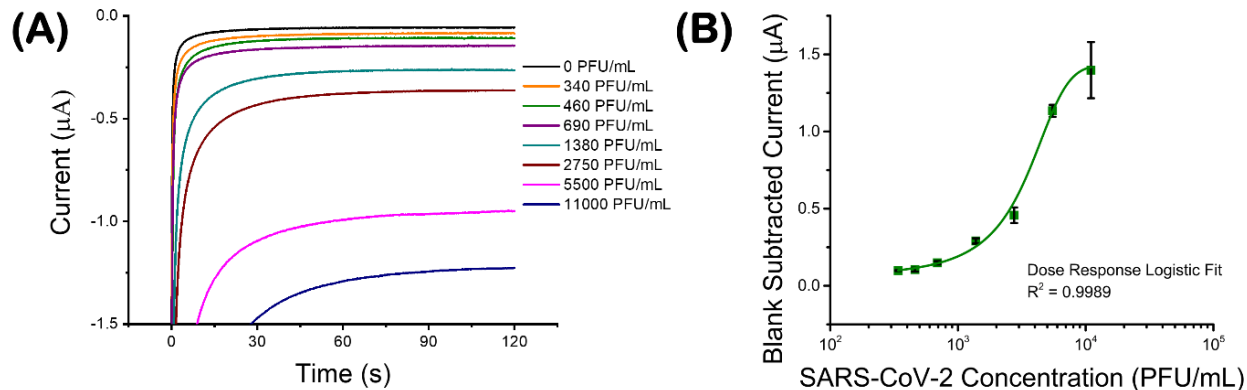 (A)
0.0
-0.5
-1.0
-1.5
Current (μA)
0
30
60
90
120
Time (s)
0 PFU/mL
340 PFU/mL
460 PFU/mL
690 PFU/mL
1380 PFU/mL
2750 PFU/mL
5500 PFU/mL
11000 PFU/mL
(B)
Blank Subtracted Current (μA)
1.5
1.0
0.5
0.0
Dose Response Logistic Fit
R² = 0.9989
10²
10³
10⁴
10⁵
SARS-CoV-2 Concentration (PFU/mL)